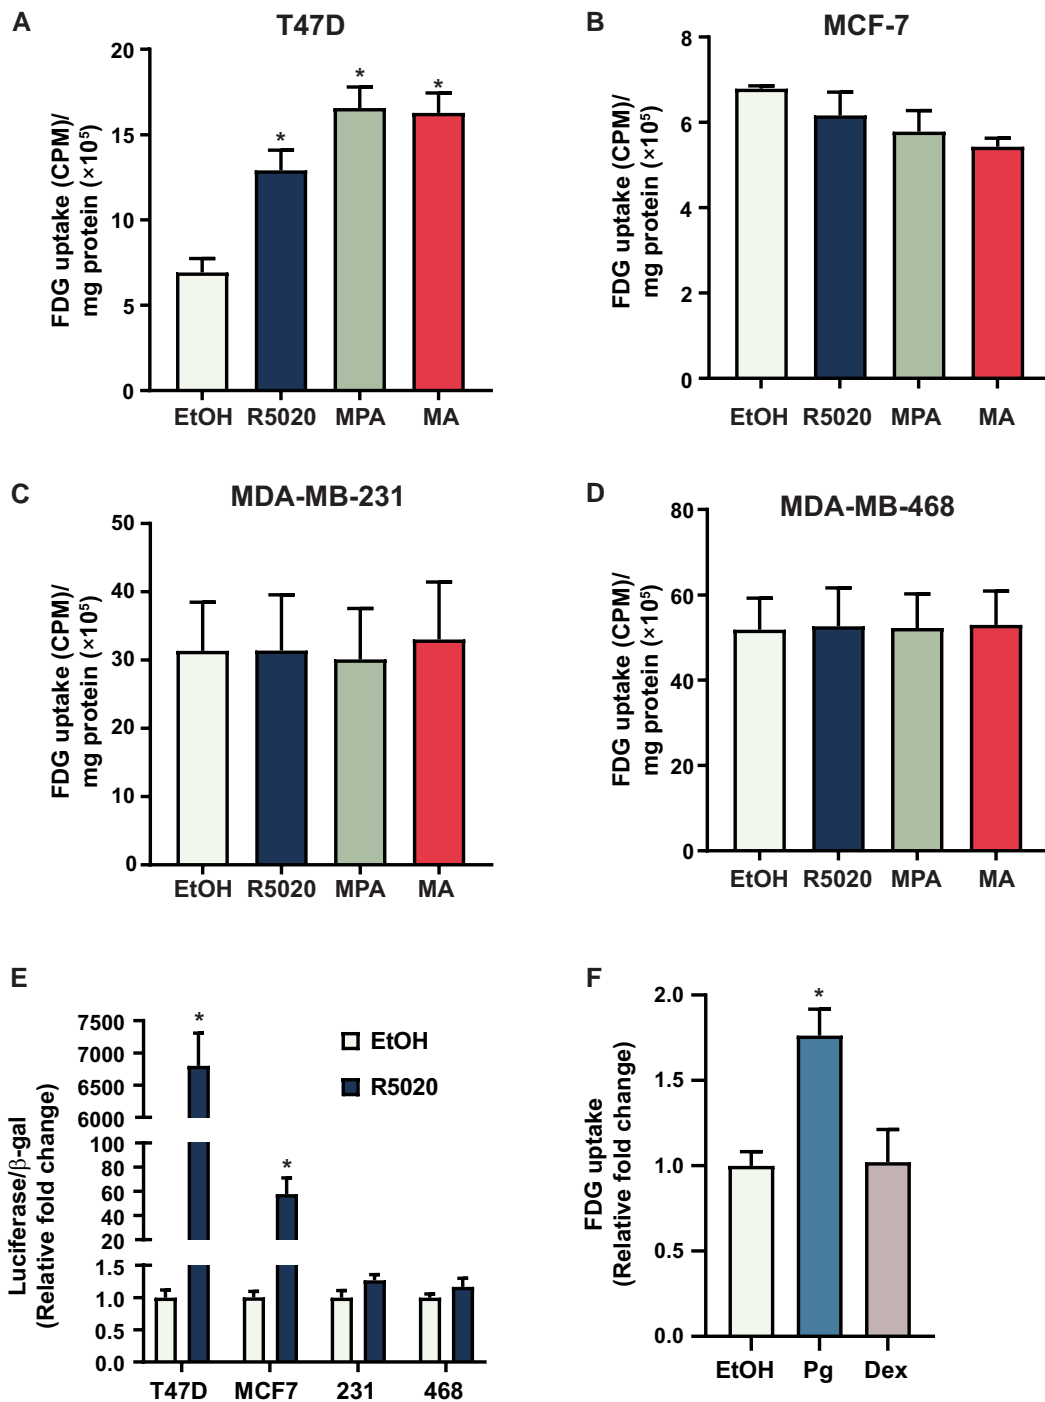 A
T47D
FDG uptake (CPM)/
mg protein (×10⁵)
20
15
10
5
0
*
*
*
EtOH R5020 MPA MA
B
MCF-7
FDG uptake (CPM)/
mg protein (×10⁵)
8
6
4
2
0
EtOH R5020 MPA MA
C
MDA-MB-231
FDG uptake (CPM)/
mg protein (×10⁵)
50
40
30
20
10
0
EtOH R5020 MPA MA
D
MDA-MB-468
FDG uptake (CPM)/
mg protein (×10⁵)
80
60
40
20
0
EtOH R5020 MPA MA
E
Luciferase/β-gal
(Relative fold change)
7500
7000
6500
6000
100
80
60
40
20
1.5
1.0
0.5
0.0
*
*
EtOH
R5020
T47D MCF7 231 468
F
FDG uptake
(Relative fold change)
2.0
1.5
1.0
0.5
0.0
*
EtOH Pg Dex